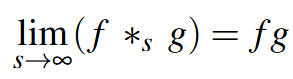 lim_{s→∞} (f *_s g) = fg